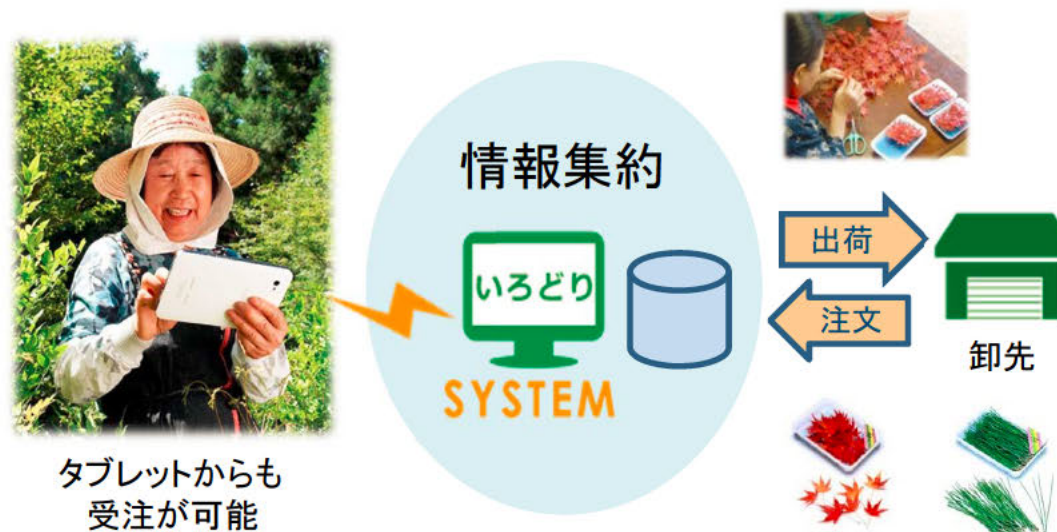 情報集約
いろどり
SYSTEM
出荷
注文
卸先
タブレットからも
受注が可能